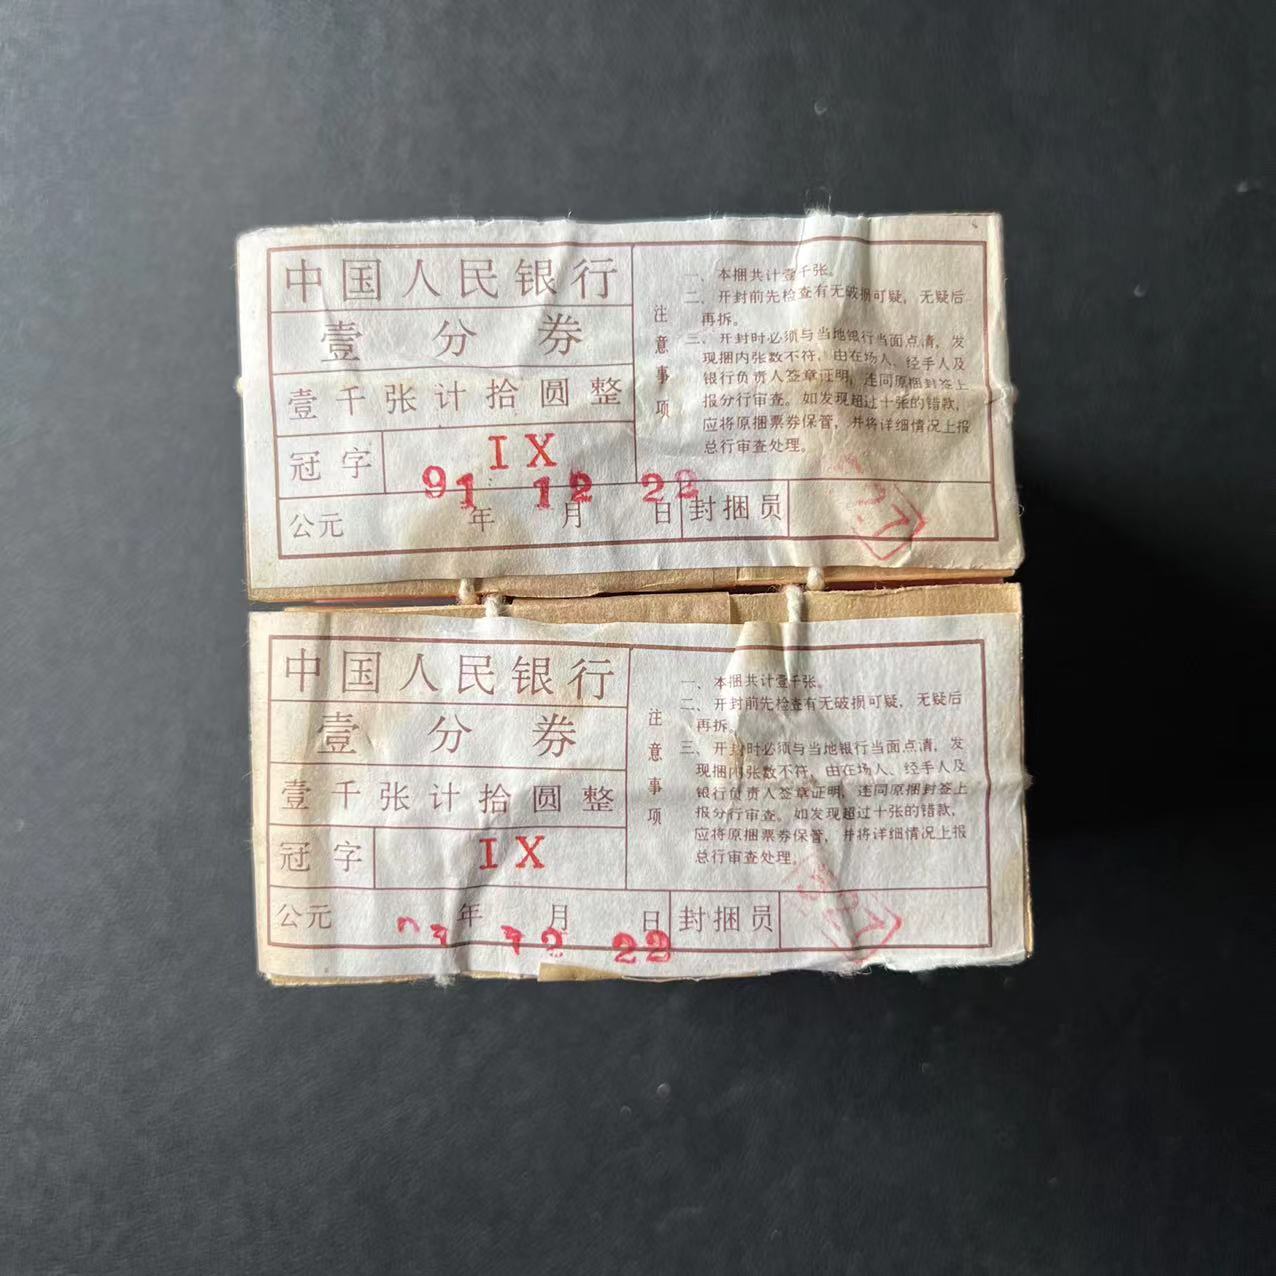 中国人民银行
壹分券
壹千张计拾圆整
冠字 IX
91 12 22
公元 年 月 日 封捆员
注意事项
一、本捆共计壹千张。
二、开封前先检查有无破损可疑，无疑后
再拆。
三、开封时必须与当地银行当面点清，发
现捆内张数不符，由在场人、经手人及
银行负责人签章证明，连同原捆封签上
报分行审查。如发现超过十张的错款，
应将原捆票券保管，并将详细情况上报
总行审查处理。
中国人民银行
壹分券
壹千张计拾圆整
冠字 IX
公元 年 月 日 封捆员
12 22
注意事项
一、本捆共计壹千张。
二、开封前先检查有无破损可疑，无疑后
再拆。
三、开封时必须与当地银行当面点清，发
现捆内张数不符，由在场人、经手人及
银行负责人签章证明，连同原捆封签上
报分行审查。如发现超过十张的错款，
应将原捆票券保管，并将详细情况上报
总行审查处理。